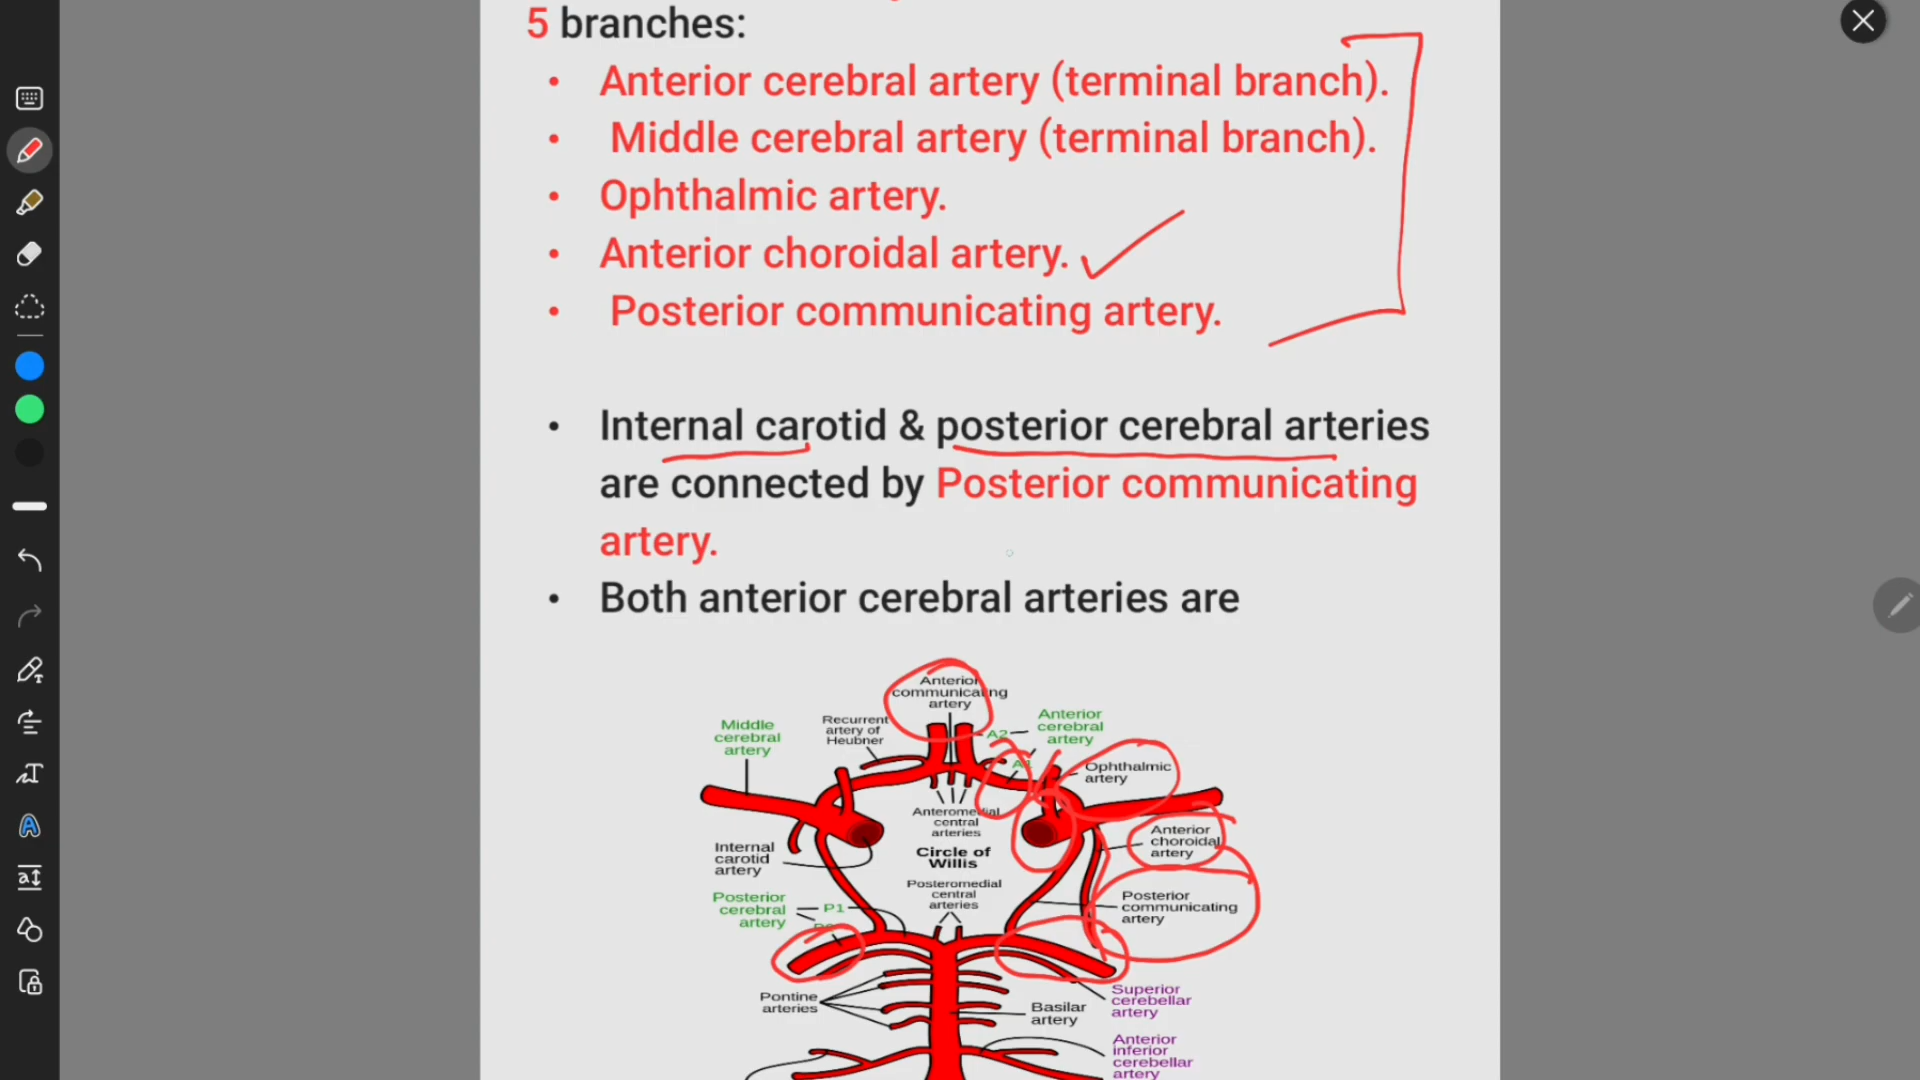 5 branches:
• Anterior cerebral artery (terminal branch).
• Middle cerebral artery (terminal branch).
• Ophthalmic artery.
• Anterior choroidal artery.
• Posterior communicating artery.
• Internal carotid & posterior cerebral arteries
are connected by Posterior communicating
artery.
• Both anterior cerebral arteries are
Anterior
communicating
artery
Middle
cerebral
artery
Recurrent
artery of
Heubner
A2
Anterior
cerebral
artery
A1
Ophthalmic
artery
Anteromedial
central
arteries
Circle of
Willis
Anterior
choroidal
artery
Internal
carotid
artery
Posteromedial
central
arteries
Posterior
cerebral
artery
P1
P2
Posterior
communicating
artery
Pontine
arteries
Basilar
artery
Superior
cerebellar
artery
Anterior
inferior
cerebellar
artery